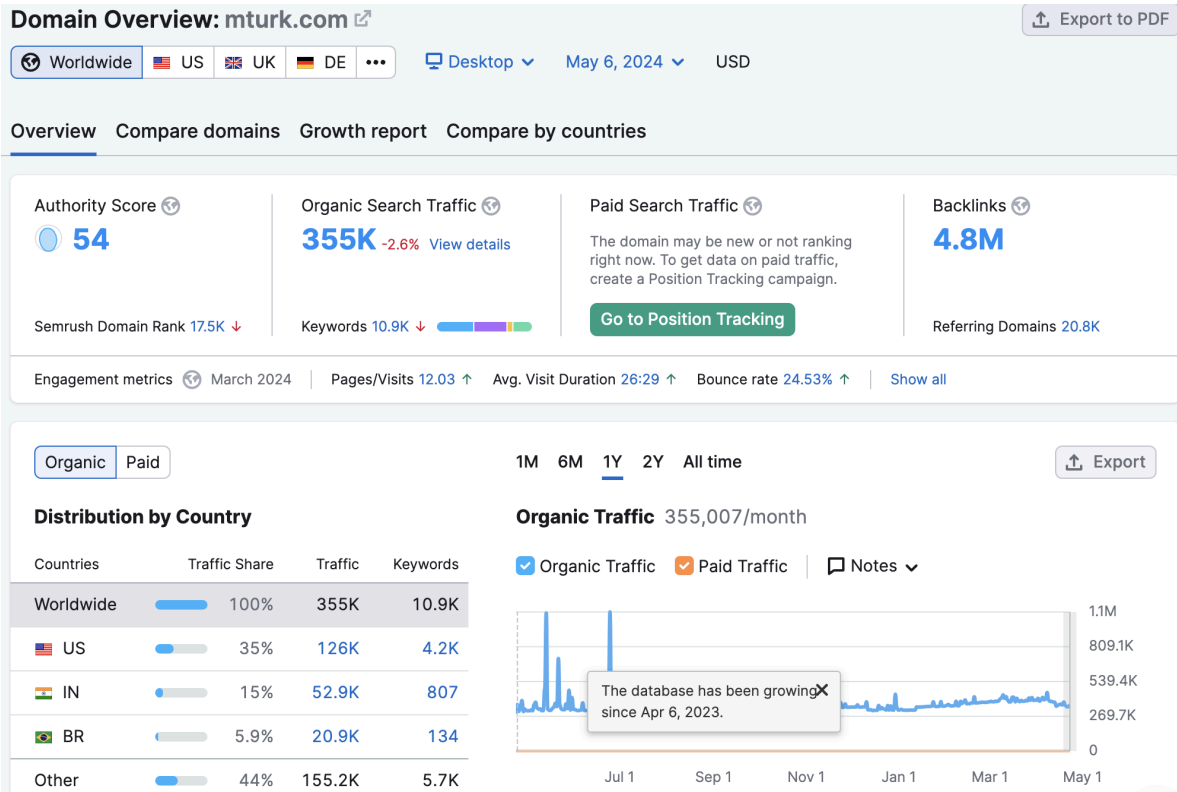 Domain Overview: mturk.com
Export to PDF
Worldwide US UK DE •••
Desktop May 6, 2024 USD
Overview Compare domains Growth report Compare by countries
Authority Score
54
Semrush Domain Rank 17.5K ↓
Organic Search Traffic
355K -2.6% View details
Keywords 10.9K ↓
Paid Search Traffic
The domain may be new or not ranking
right now. To get data on paid traffic,
create a Position Tracking campaign.
Go to Position Tracking
Backlinks
4.8M
Referring Domains 20.8K
Engagement metrics March 2024 Pages/Visits 12.03 ↑ Avg. Visit Duration 26:29 ↑ Bounce rate 24.53% ↑ Show all
Organic Paid
Distribution by Country
Countries Traffic Share Traffic Keywords
Worldwide 100% 355K 10.9K
US 35% 126K 4.2K
IN 15% 52.9K 807
BR 5.9% 20.9K 134
Other 44% 155.2K 5.7K
1M 6M 1Y 2Y All time
Export
Organic Traffic 355,007/month
Organic Traffic Paid Traffic Notes
1.1M
809.1K
539.4K
269.7K
0
The database has been growing
since Apr 6, 2023.
Jul 1 Sep 1 Nov 1 Jan 1 Mar 1 May 1